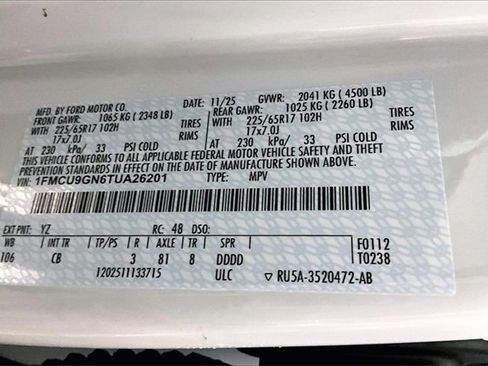 MFD. BY FORD MOTOR CO. 11/25 GVWR: 2041 KG ( 4500 LB)
FRONT GAWR: 1065 KG ( 2348 LB) REAR GAWR: 1025 KG ( 2260 LB)
WITH 225/65R17 102H TIRES WITH 225/65R17 102H TIRES
17x7.0J RIMS 17x7.0J
AT 230 kPa/ 33 PSI COLD AT 230 kPa/ 33 PSI COLD
THIS VEHICLE CONFORMS TO ALL APPLICABLE FEDERAL MOTOR VEHICLE SAFETY AND THEFT
PREVENTION STANDARDS IN EFFECT ON THE DATE OF MANUFACTURE SHOWN ABOVE.
VIN: 1FMCU9GN6TUA26201 TYPE: MPV
EXT PNT: YZ RC: 48 DSO:
WB INT TR TP/PS R AXLE TR SPR F0112
106 CB 3 81 8 DDDD T0238
1202511133715 ULC RU5A-3520472-AB